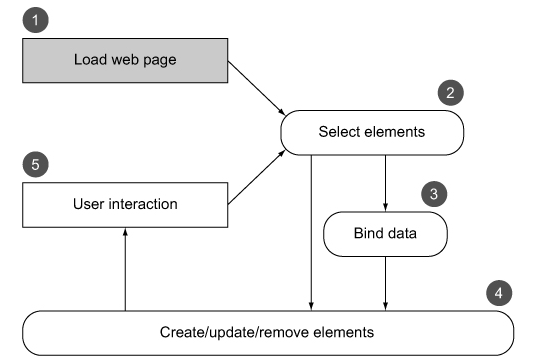 1
Load web page
2
Select elements
5
User interaction
3
Bind data
4
Create/update/remove elements